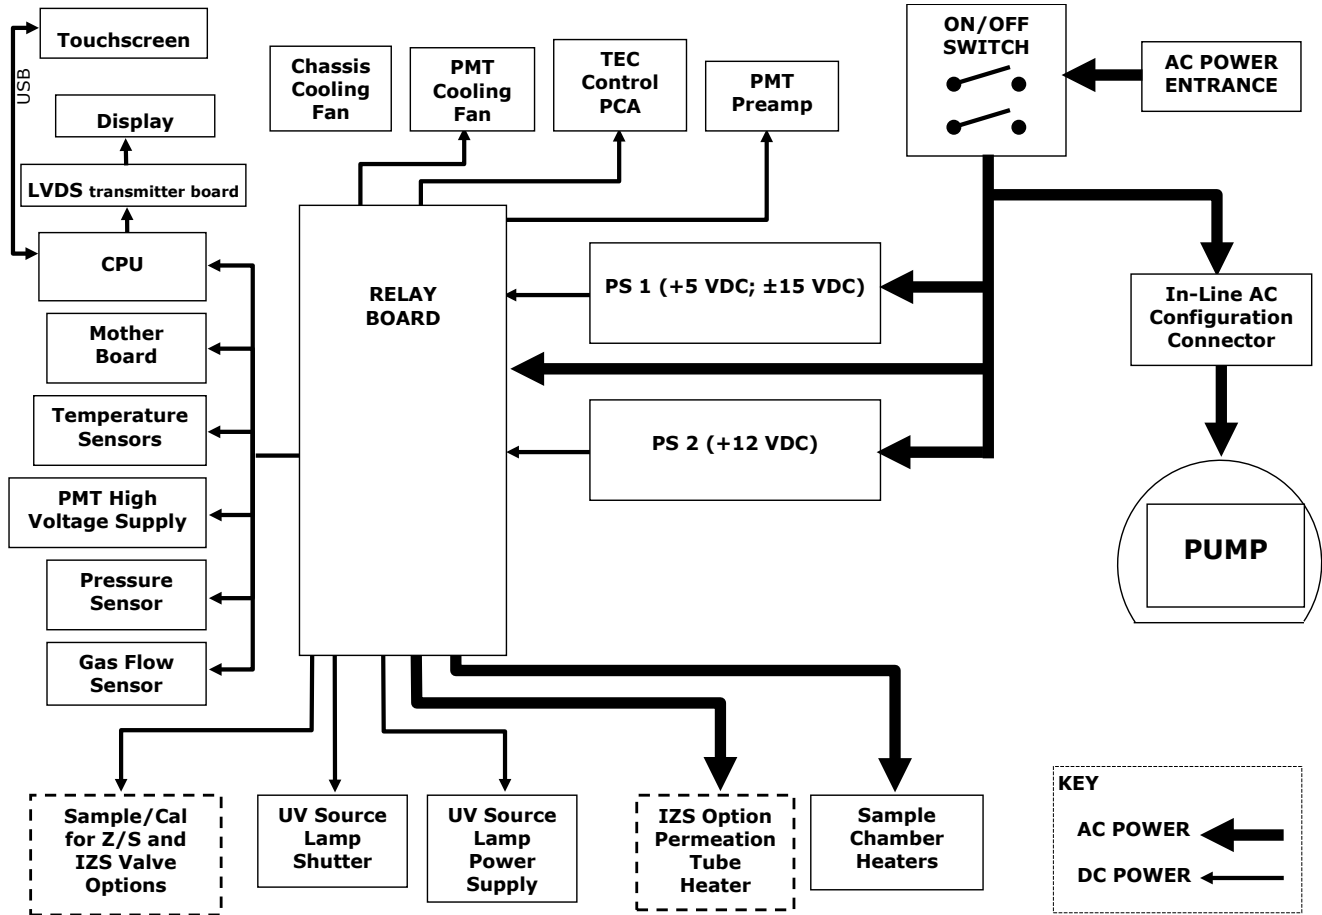 Touchscreen
USB
Display
LVDS transmitter board
CPU
Mother
Board
Temperature
Sensors
PMT High
Voltage Supply
Pressure
Sensor
Gas Flow
Sensor
Chassis
Cooling
Fan
PMT
Cooling
Fan
TEC
Control
PCA
PMT
Preamp
ON/OFF
SWITCH
AC POWER
ENTRANCE
RELAY
BOARD
PS 1 (+5 VDC; ±15 VDC)
PS 2 (+12 VDC)
In-Line AC
Configuration
Connector
PUMP
Sample/Cal
for Z/S and
IZS Valve
Options
UV Source
Lamp
Shutter
UV Source
Lamp
Power
Supply
IZS Option
Permeation
Tube
Heater
Sample
Chamber
Heaters
KEY
AC POWER
DC POWER